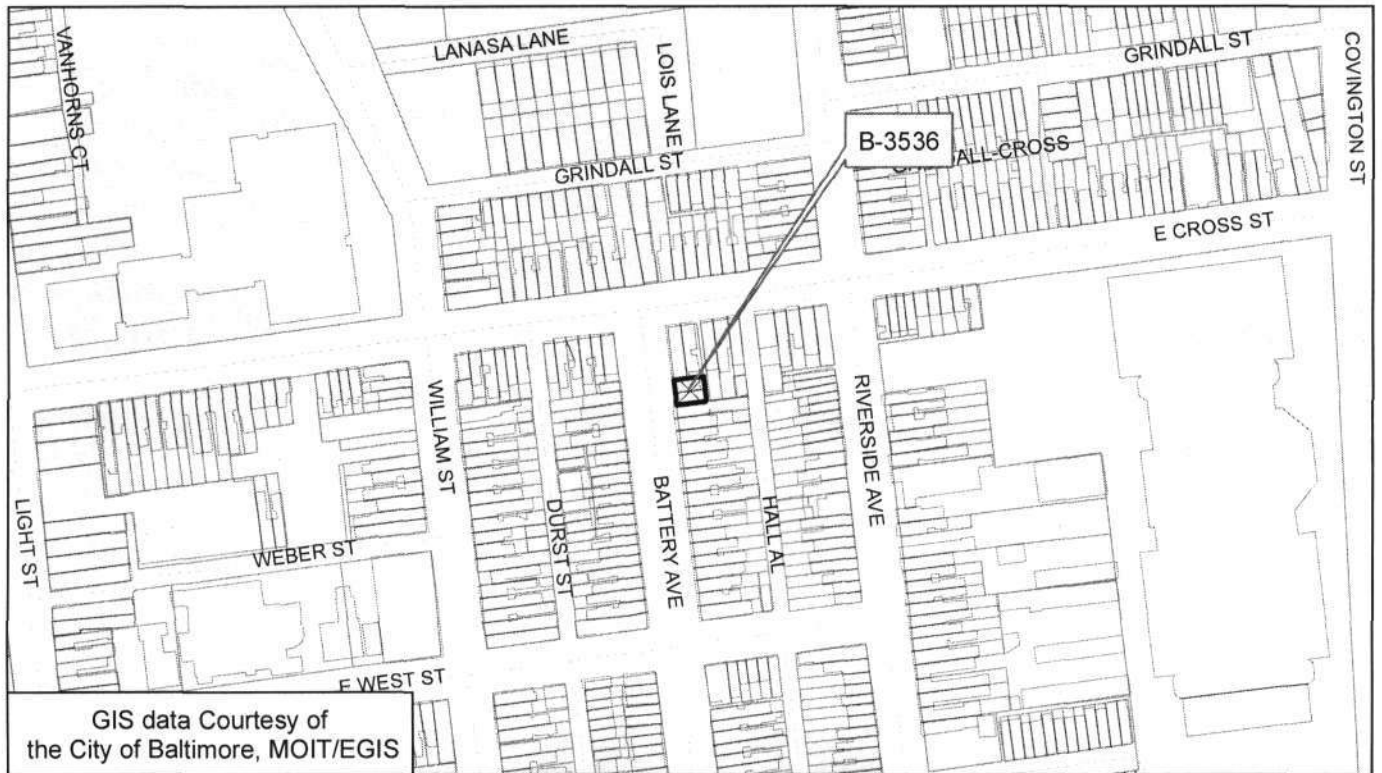 VANHORNS CT
LANASA LANE
LOIS LANE
GRINDALL ST
COVINGTON ST
B-3536
ALL-CROSS
GRINDALL ST
E CROSS ST
WILLIAM ST
RIVERSIDE AVE
LIGHT ST
DURST ST
BATTERY AVE
HALL AL
WEBER ST
E WEST ST
GIS data Courtesy of
the City of Baltimore, MOIT/EGIS